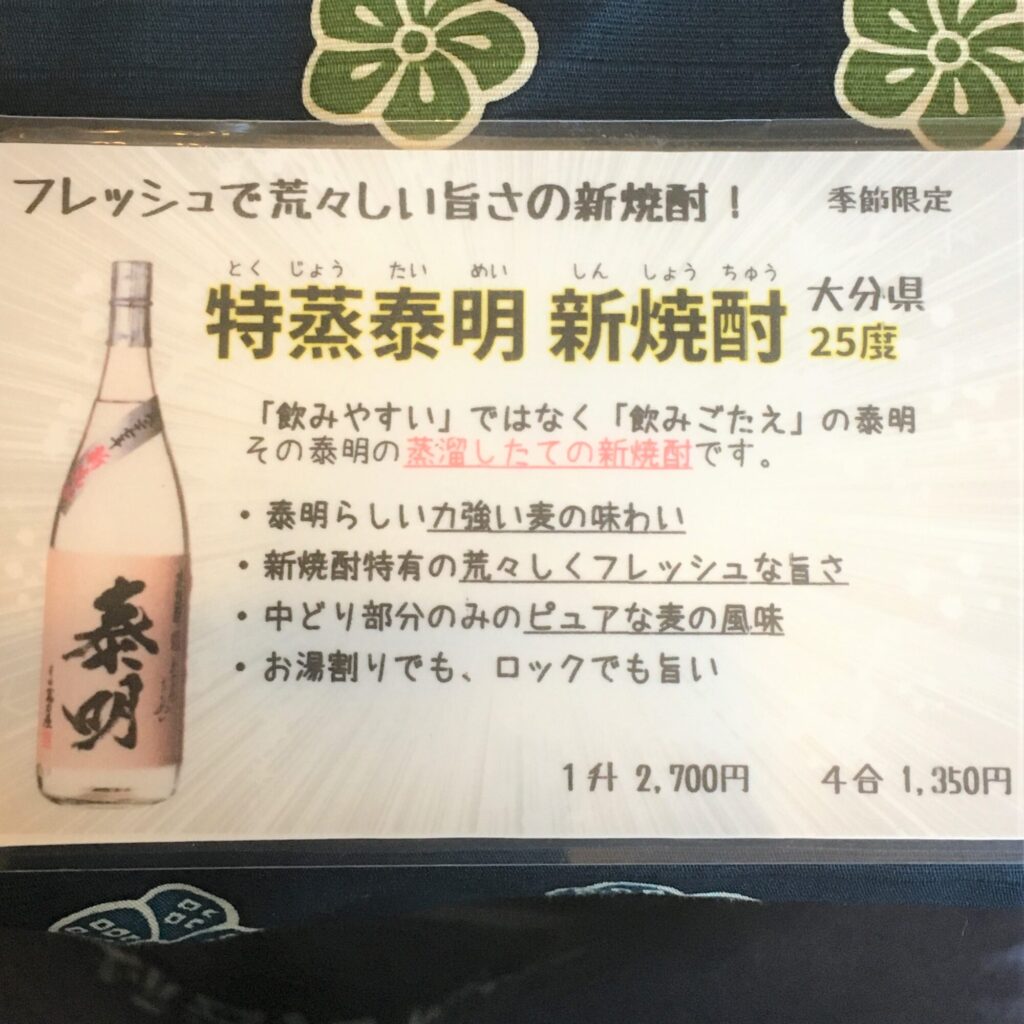 フレッシュで荒々しい旨さの新焼酎！ 季節限定
とく じょう たい めい しん しょう ちゅう
特蒸泰明 新焼酎 大分県
25度
「飲みやすい」ではなく「飲みごたえ」の泰明
その泰明の蒸溜したての新焼酎です。
・泰明らしい力強い麦の味わい
・新焼酎特有の荒々しくフレッシュな旨さ
・中どり部分のみのピュアな麦の風味
・お湯割りでも、ロックでも旨い
1升 2,700円 4合 1,350円
泰明